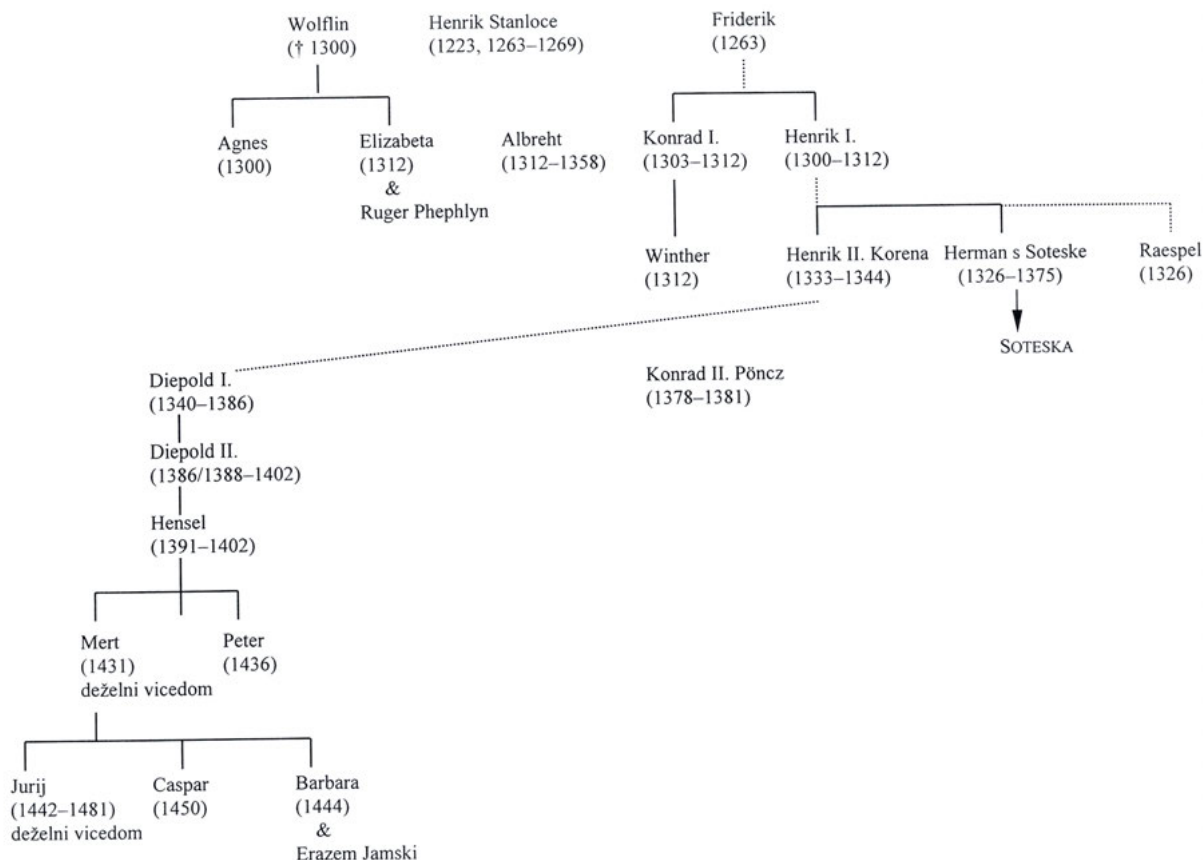 Wolflin
(† 1300)
Henrik Stanloce
(1223, 1263–1269)
Friderik
(1263)
Agnes
(1300)
Elizabeta
(1312)
&
Ruger Phephlyn
Albreht
(1312–1358)
Konrad I.
(1303–1312)
Henrik I.
(1300–1312)
Winther
(1312)
Henrik II. Korena
(1333–1344)
Herman s Soteske
(1326–1375)
Raespel
(1326)
SOTESKA
Diepold I.
(1340–1386)
Konrad II. Pöncz
(1378–1381)
Diepold II.
(1386/1388–1402)
Hensel
(1391–1402)
Mert
(1431)
deželni vicedom
Peter
(1436)
Jurij
(1442–1481)
deželni vicedom
Caspar
(1450)
Barbara
(1444)
&
Erazem Jamski